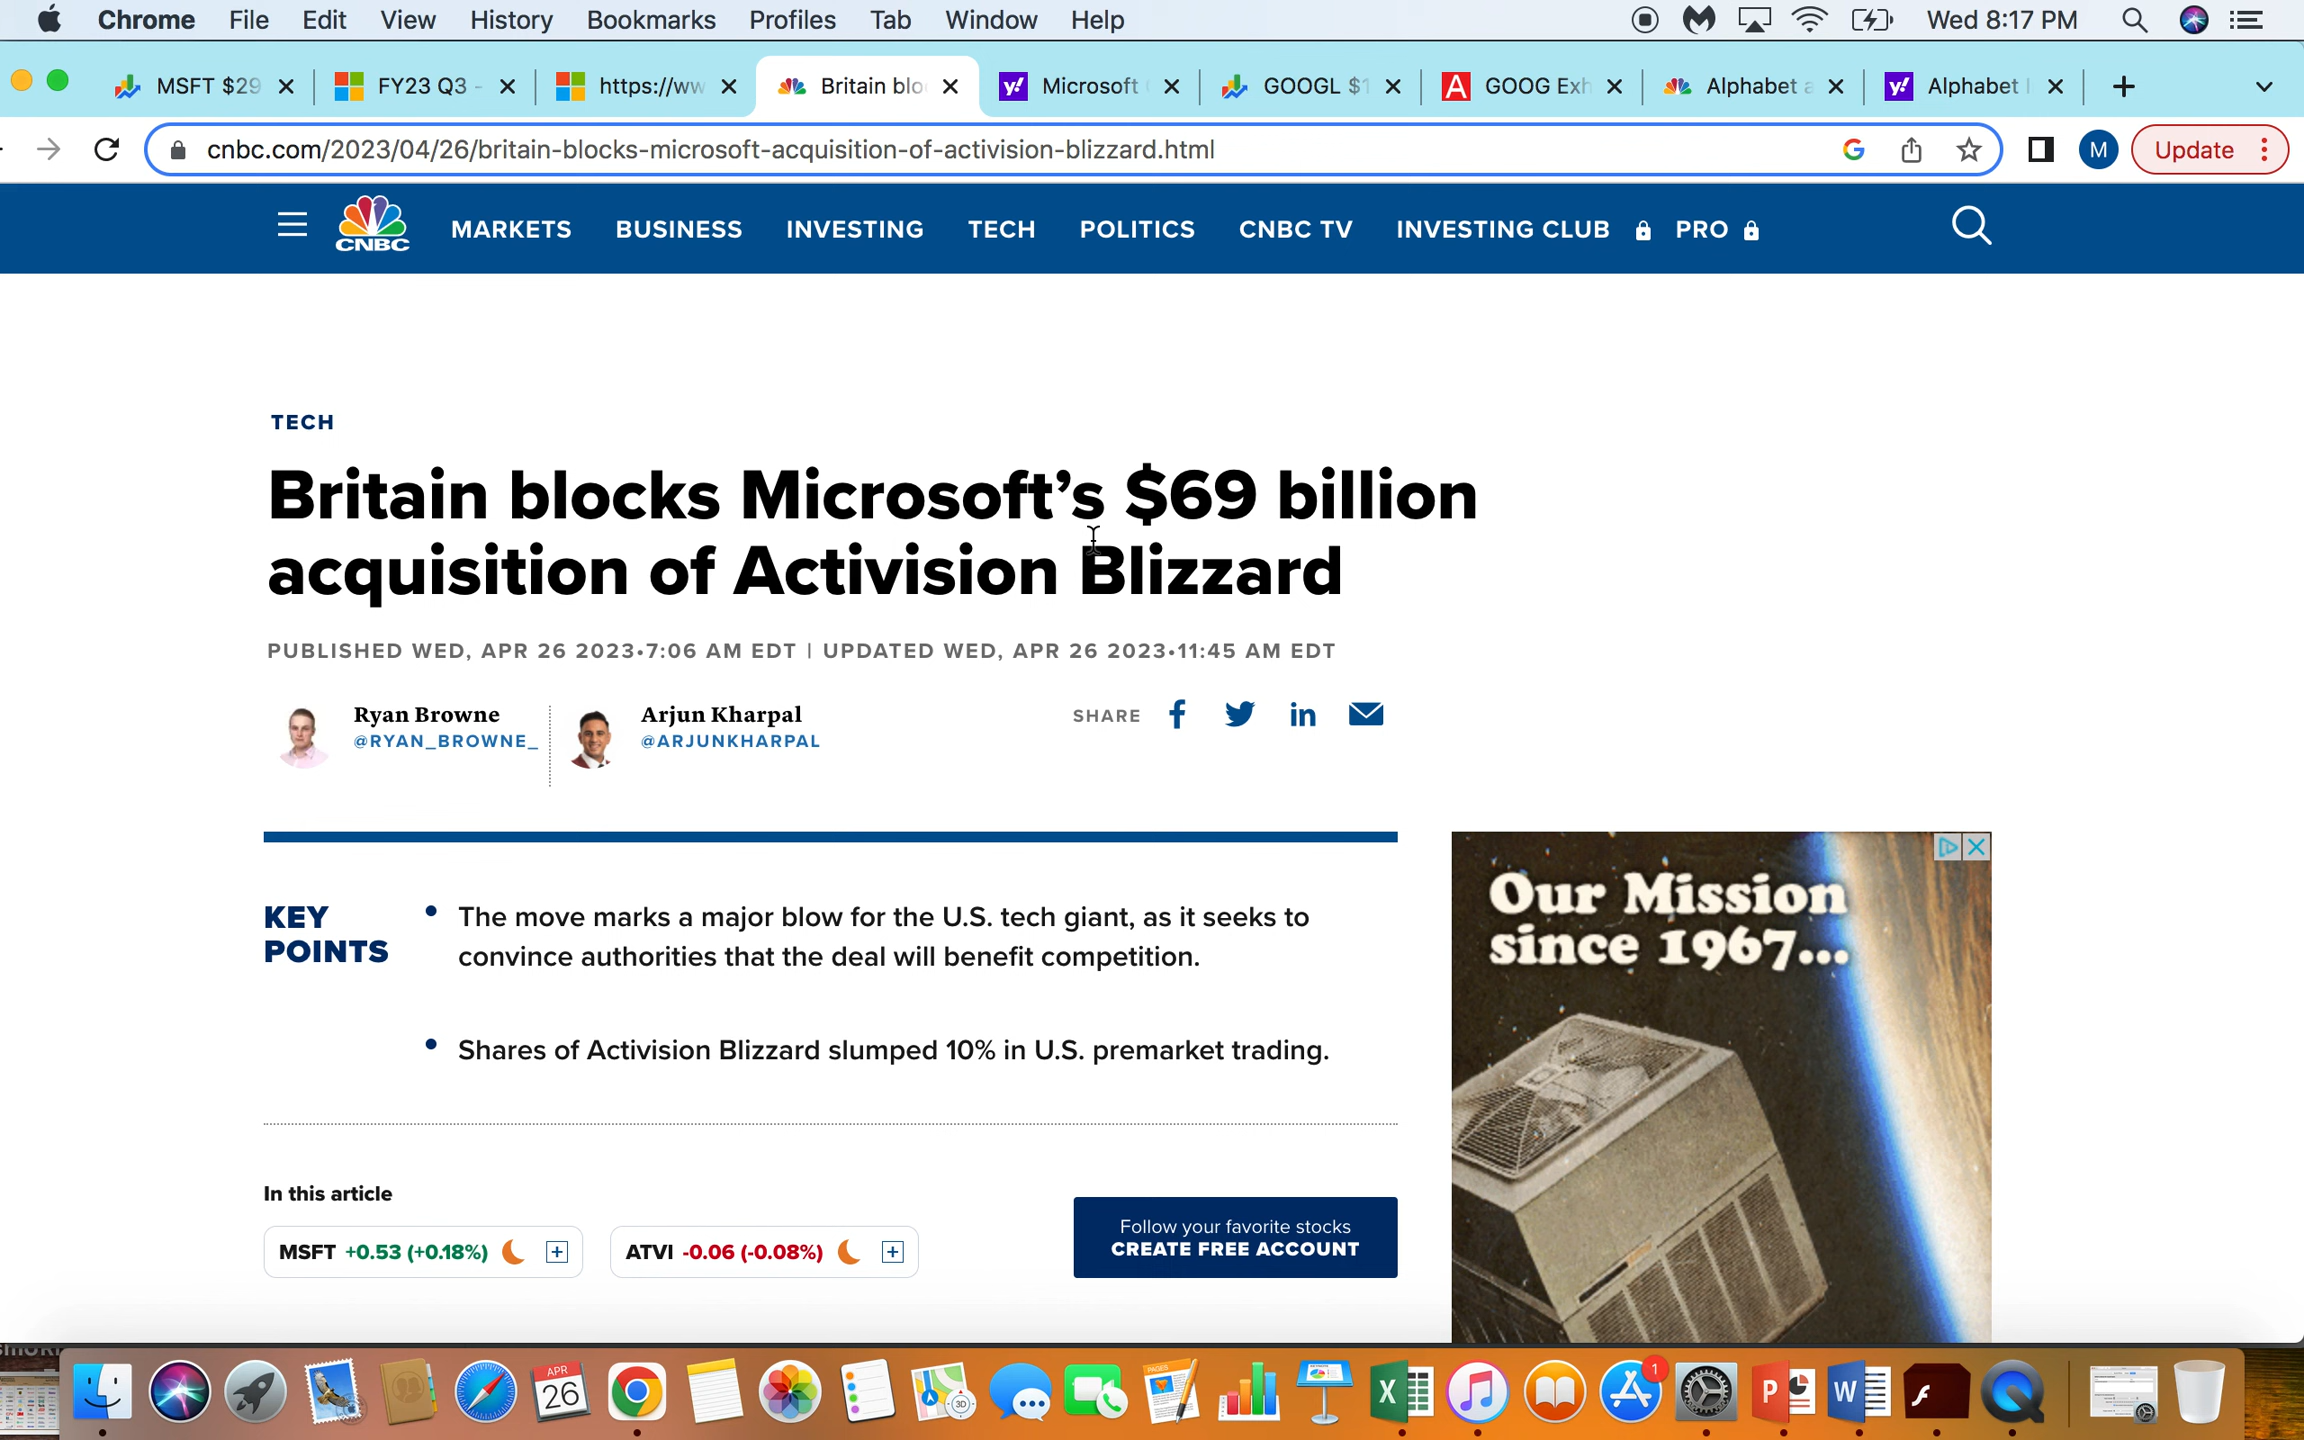 Chrome File Edit View History Bookmarks Profiles Tab Window Help Wed 8:17 PM
MSFT $29 FY23 Q3 - https://ww Britain blo Microsoft GOOGL $1 GOOG Exh Alphabet a Alphabet I
cnbc.com/2023/04/26/britain-blocks-microsoft-acquisition-of-activision-blizzard.html M Update
CNBC MARKETS BUSINESS INVESTING TECH POLITICS CNBC TV INVESTING CLUB PRO
TECH
Britain blocks Microsoft’s $69 billion
acquisition of Activision Blizzard
PUBLISHED WED, APR 26 2023•7:06 AM EDT | UPDATED WED, APR 26 2023•11:45 AM EDT
Ryan Browne
@RYAN_BROWNE_
Arjun Kharpal
@ARJUNKHARPAL
SHARE
KEY
POINTS
• The move marks a major blow for the U.S. tech giant, as it seeks to
convince authorities that the deal will benefit competition.
• Shares of Activision Blizzard slumped 10% in U.S. premarket trading.
In this article
MSFT +0.53 (+0.18%)
ATVI -0.06 (-0.08%)
Follow your favorite stocks
CREATE FREE ACCOUNT
Our Mission
since 1967...
APR
26
PAGES
3D
1